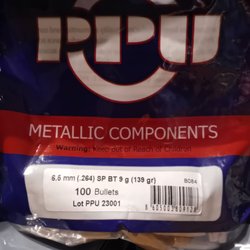 PPU
METALLIC COMPONENTS
Warning: Keep out of Reach of Children!
6.5 mm (.264) SP BT 9 g (139 gr)
B084
100 Bullets
Lot PPU 23001